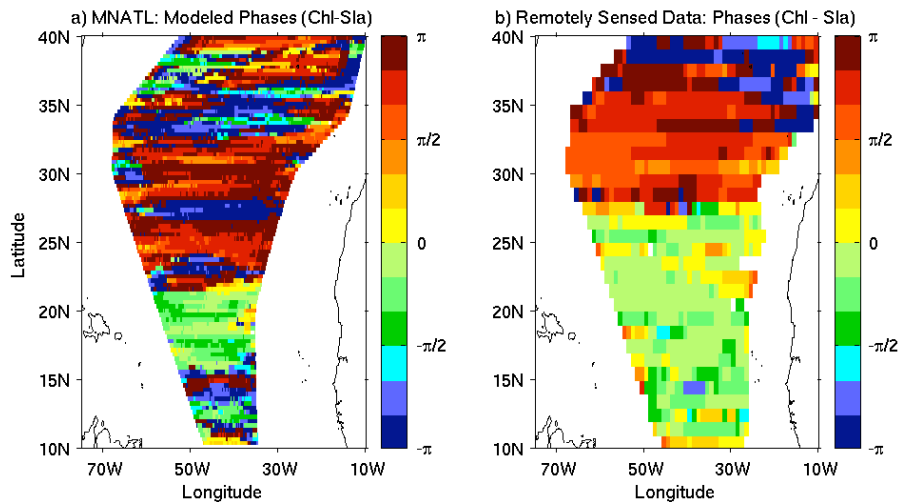 a) MNATL: Modeled Phases (Chl-Sla)
40N
35N
30N
25N
20N
15N
10N
Latitude
70W
50W
30W
10W
Longitude
π
π/2
0
-π/2
-π
b) Remotely Sensed Data: Phases (Chl - Sla)
40N
35N
30N
25N
20N
15N
10N
70W
50W
30W
10W
Longitude
π
π/2
0
-π/2
-π